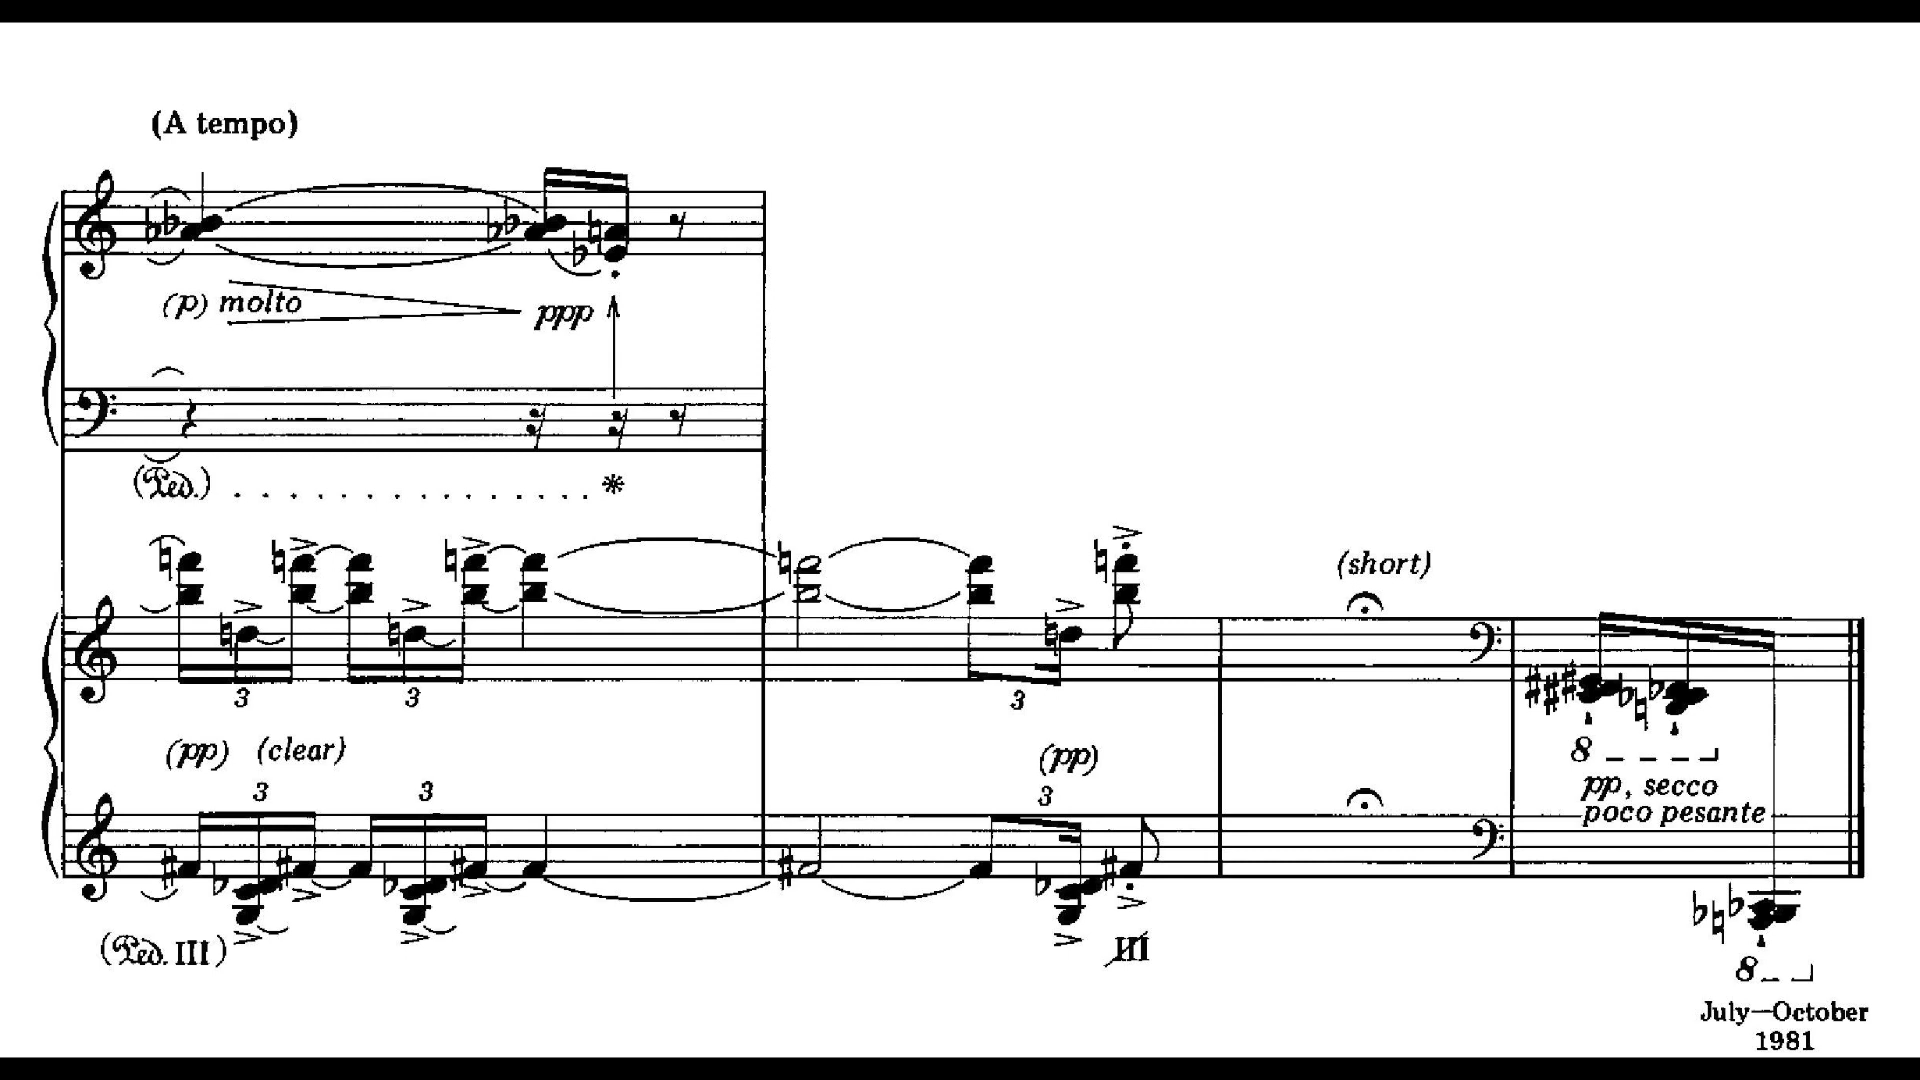 (A tempo)
(p) molto
ppp
(Ped.) *
3 3
(pp) (clear)
3 3
(Ped. III)
3
(pp)
3
III
(short)
8
pp, secco
poco pesante
8
July—October
1981